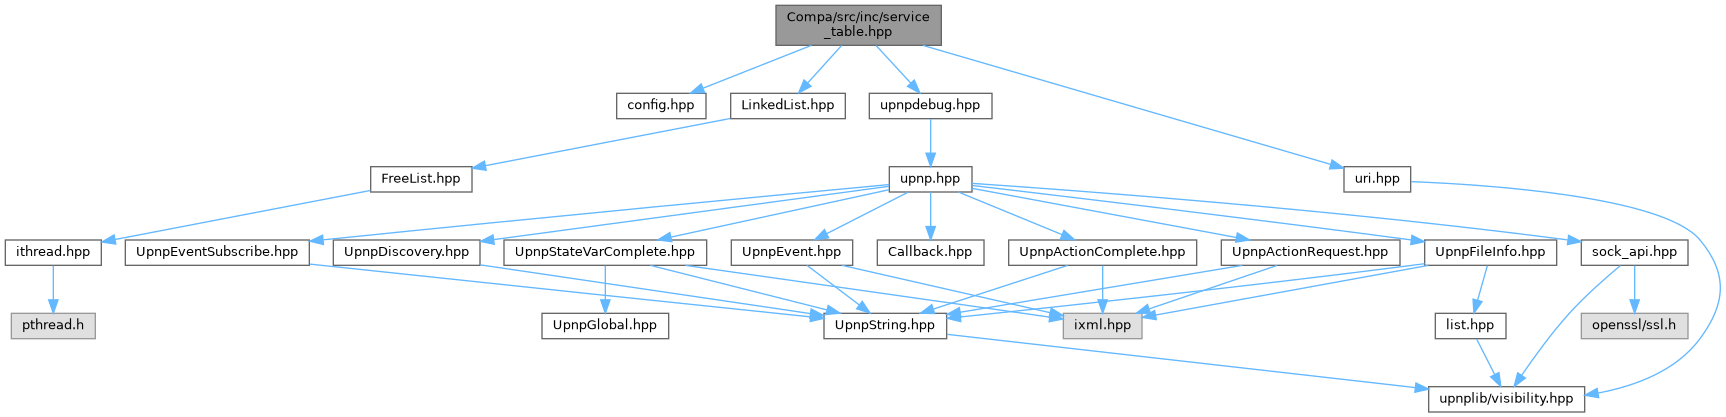 Compa/src/inc/service
_table.hpp
config.hpp
LinkedList.hpp
upnpdebug.hpp
FreeList.hpp
upnp.hpp
uri.hpp
ithread.hpp
UpnpEventSubscribe.hpp
UpnpDiscovery.hpp
UpnpStateVarComplete.hpp
UpnpEvent.hpp
Callback.hpp
UpnpActionComplete.hpp
UpnpActionRequest.hpp
UpnpFileInfo.hpp
sock_api.hpp
pthread.h
UpnpGlobal.hpp
UpnpString.hpp
ixml.hpp
list.hpp
openssl/ssl.h
upnplib/visibility.hpp